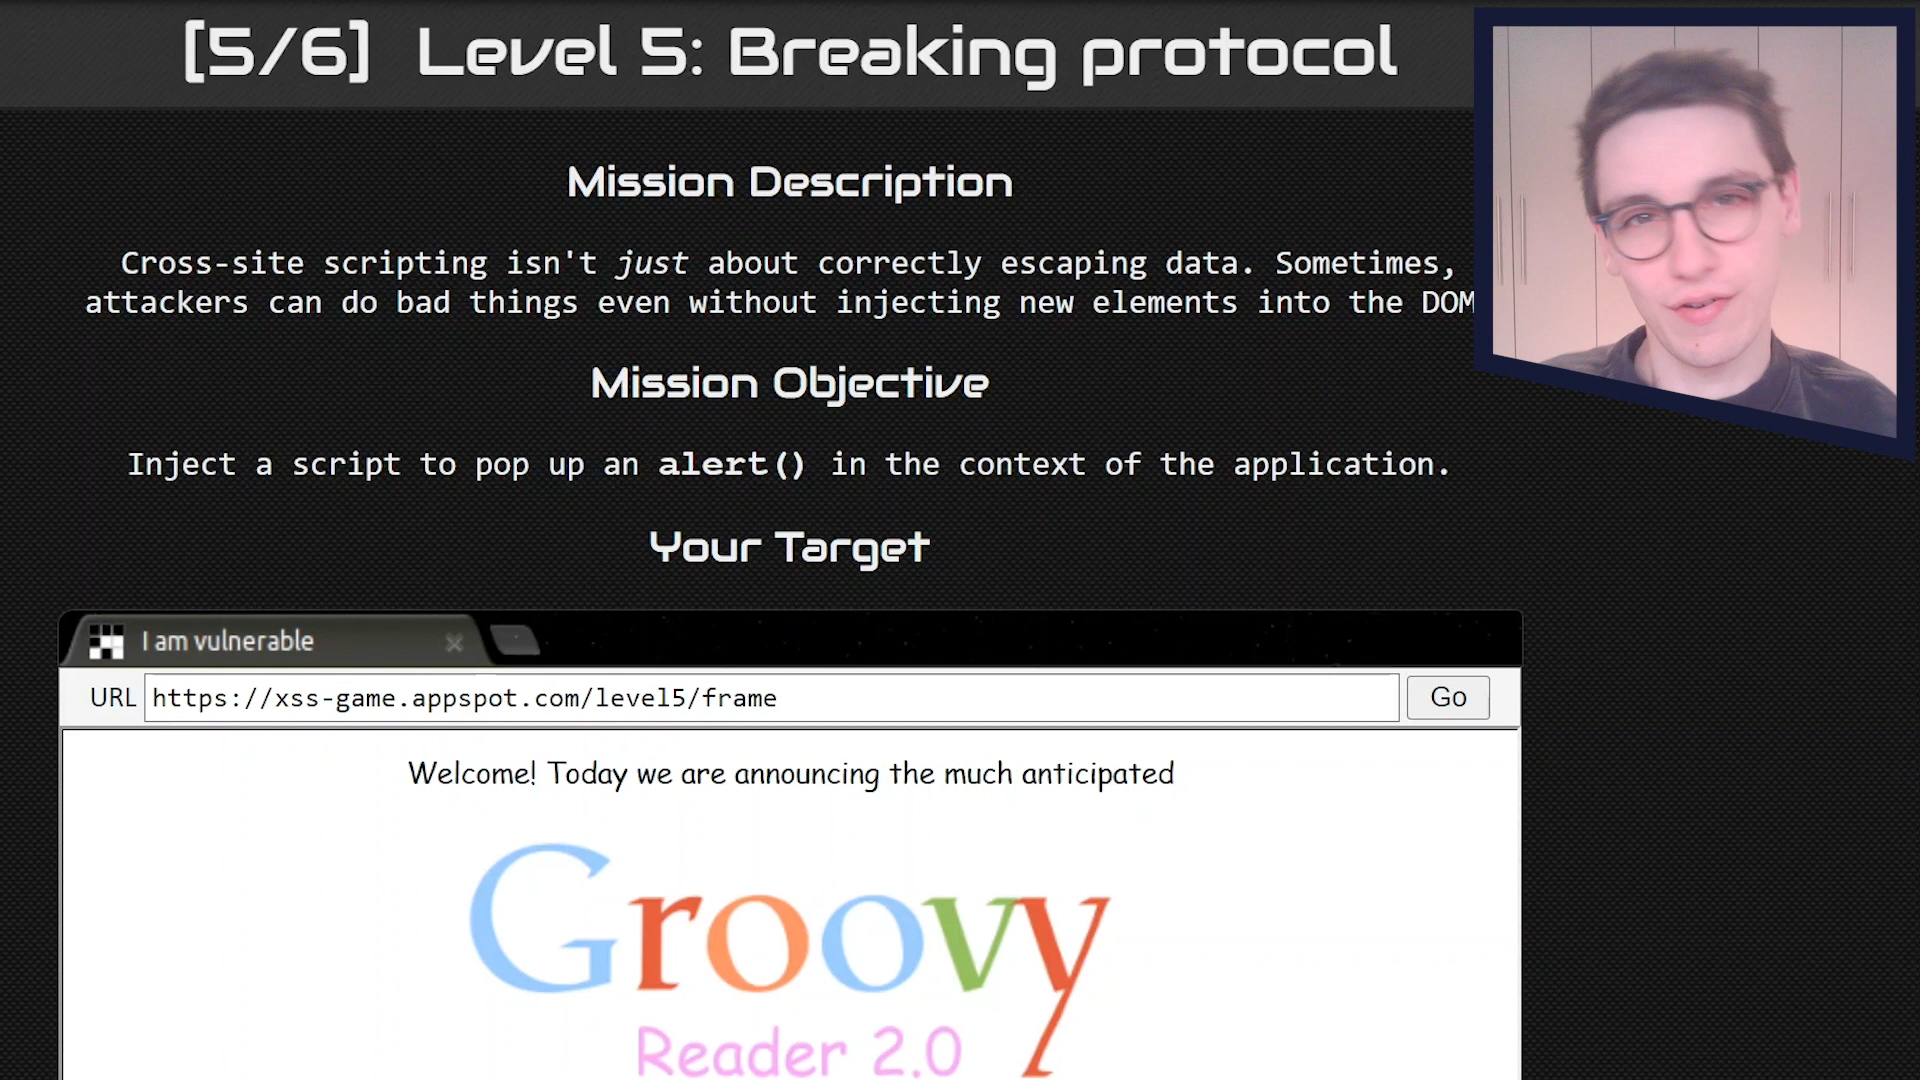 [5/6]  Level 5: Breaking protocol
Mission Description
Cross-site scripting isn't just about correctly escaping data. Sometimes,
attackers can do bad things even without injecting new elements into the DOM
Mission Objective
Inject a script to pop up an alert() in the context of the application.
Your Target
I am vulnerable
URL https://xss-game.appspot.com/level5/frame Go
Welcome! Today we are announcing the much anticipated
Groovy
Reader 2.0